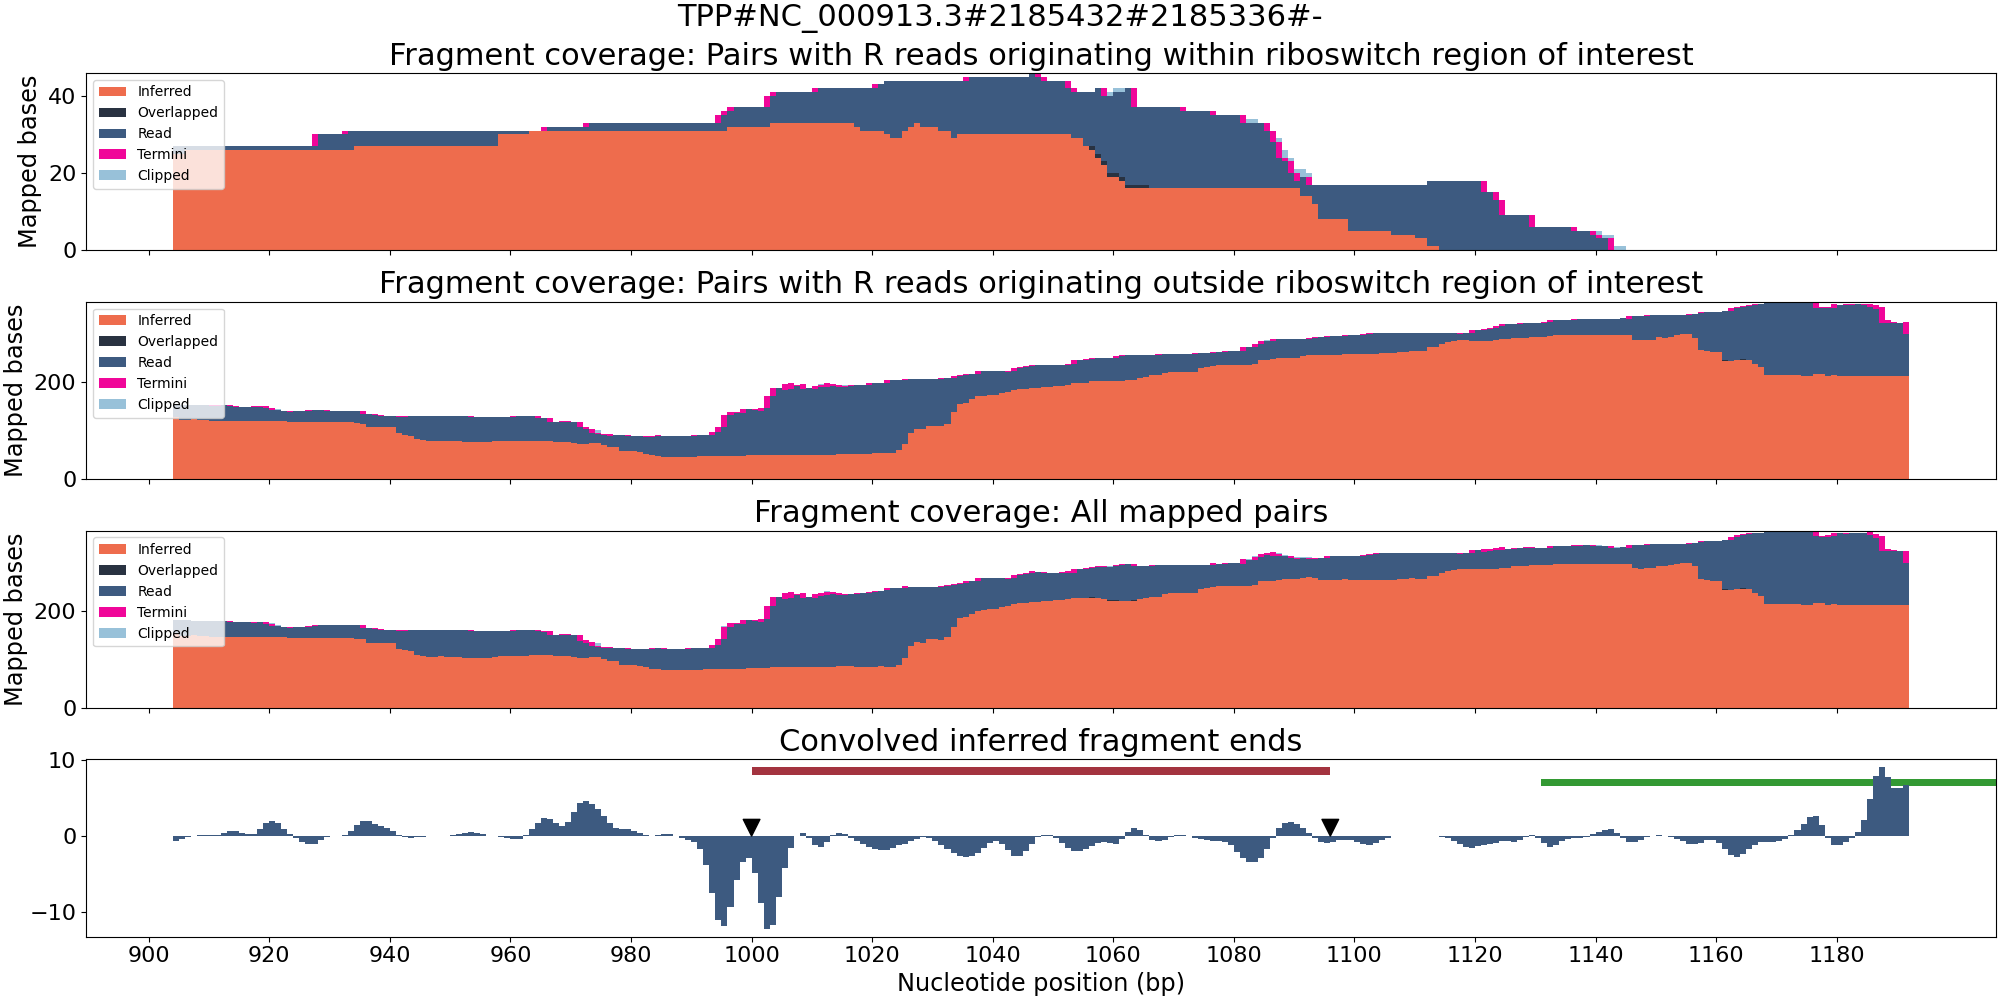 TPP#NC_000913.3#2185432#2185336#-
Fragment coverage: Pairs with R reads originating within riboswitch region of interest
Mapped bases
40
20
0
Inferred
Overlapped
Read
Termini
Clipped
Fragment coverage: Pairs with R reads originating outside riboswitch region of interest
Mapped bases
200
0
Inferred
Overlapped
Read
Termini
Clipped
Fragment coverage: All mapped pairs
Mapped bases
200
0
Inferred
Overlapped
Read
Termini
Clipped
Convolved inferred fragment ends
10
0
−10
900 920 940 960 980 1000 1020 1040 1060 1080 1100 1120 1140 1160 1180
Nucleotide position (bp)